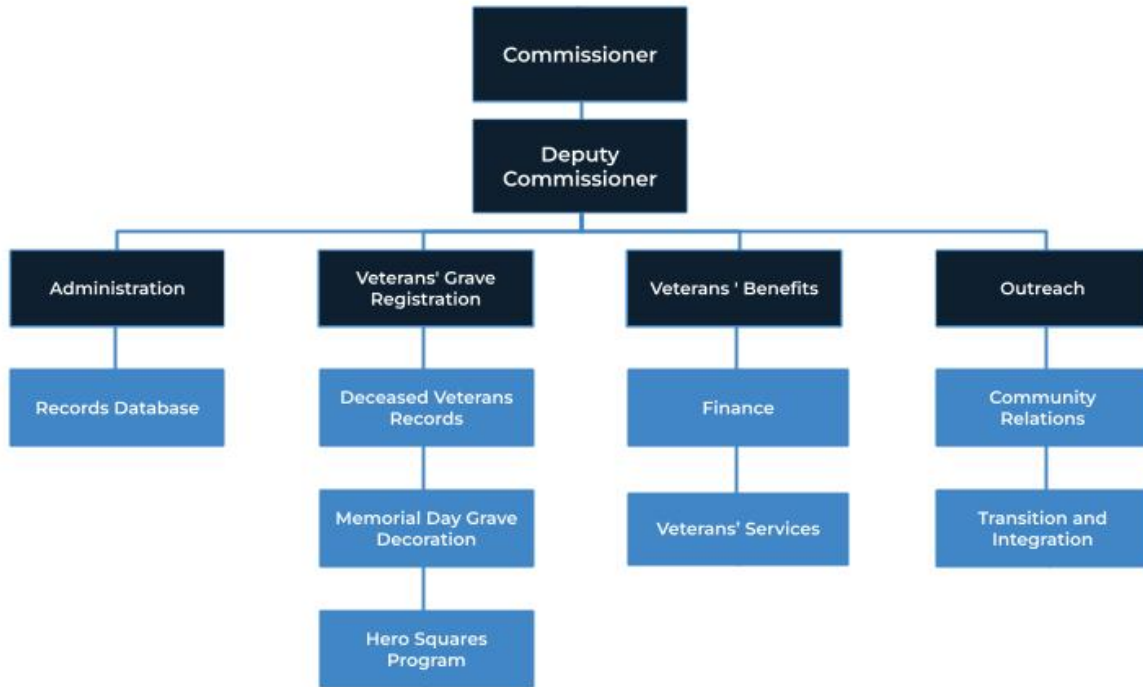 Commissioner
Deputy
Commissioner
Administration
Veterans' Grave
Registration
Veterans ' Benefits
Outreach
Records Database
Deceased Veterans
Records
Finance
Community
Relations
Memorial Day Grave
Decoration
Veterans' Services
Transition and
Integration
Hero Squares
Program